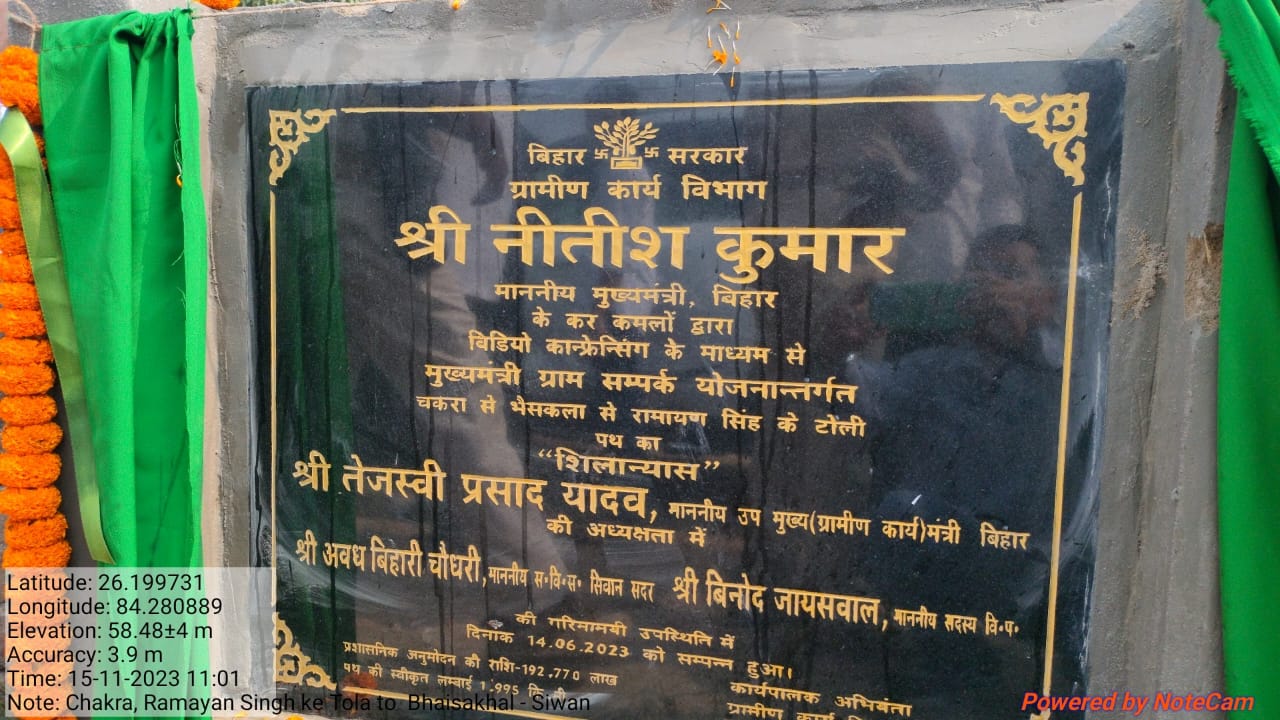 बिहार सरकार
ग्रामीण कार्य विभाग
श्री नीतीश कुमार
माननीय मुख्यमंत्री, बिहार
के कर कमलों द्वारा
विडियो कान्फ्रेन्सिंग के माध्यम से
मुख्यमंत्री ग्राम सम्पर्क योजनान्तर्गत
चकरा से भैसकला से रामायण सिंह के टोंली
पथ का
“शिलान्यास”
श्री तेजस्वी प्रसाद यादव, माननीय उप मुख्य(ग्रामीण कार्य)मंत्री बिहार
की अध्यक्षता में
श्री अवध बिहारी चौधरी, माननीय स॰वि॰स॰ सिवान सदर श्री बिनोद जायसवाल, माननीय सदस्य वि॰प॰
की गरिमामयी उपस्थिति में
दिनांक 14.06.2023 को सम्पन्न हुआ।
प्रशासनिक अनुमोदन की राशि-192.770 लाख
पथ की स्वीकृत लम्बाई 1.995
कार्यपालक अभिवंता
ग्रामीण कार्य
Latitude: 26.199731
Longitude: 84.280889
Elevation: 58.48±4 m
Accuracy: 3.9 m
Time: 15-11-2023 11:01
Note: Chakra, Ramayan Singh ke Tola to Bhaisakhal - Siwan
Powered by NoteCam